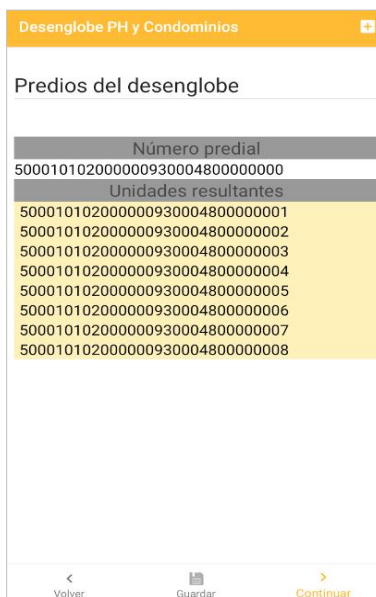 Desenglobe PH y Condominios
Predios del desenglobe
Número predial
500010102000000930004800000000
Unidades resultantes
500010102000000930004800000001
500010102000000930004800000002
500010102000000930004800000003
500010102000000930004800000004
500010102000000930004800000005
500010102000000930004800000006
500010102000000930004800000007
500010102000000930004800000008
Volver Guardar Continuar